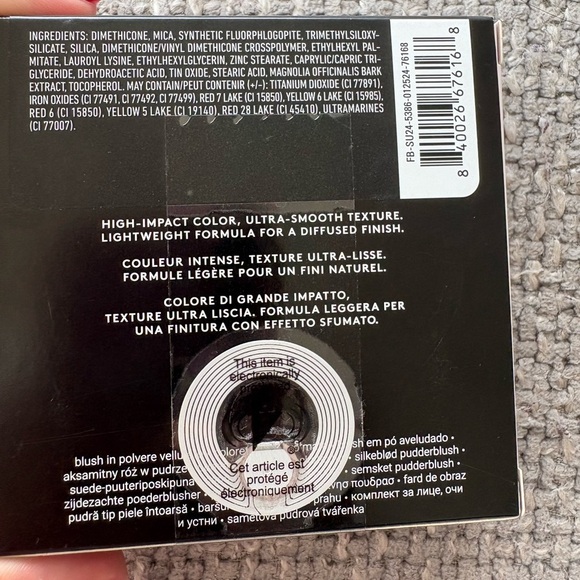 INGREDIENTS: DIMETHICONE, MICA, SYNTHETIC FLUORPHLOGOPITE, TRIMETHYLSILOXY-
SILICATE, SILICA, DIMETHICONE/VINYL DIMETHICONE CROSSPOLYMER, ETHYLHEXYL PAL-
MITATE, LAUROYL LYSINE, ETHYLHEXYLGLYCERIN, ZINC STEARATE, CAPRYLIC/CAPRIC TRI-
GLYCERIDE, DEHYDROACETIC ACID, TIN OXIDE, STEARIC ACID, MAGNOLIA OFFICINALIS BARK
EXTRACT, TOCOPHEROL. MAY CONTAIN/PEUT CONTENIR (+/-): TITANIUM DIOXIDE (CI 77891),
IRON OXIDES (CI 77491, CI 77492, CI 77499), RED 7 LAKE (CI 15850), YELLOW 6 LAKE (CI 15985),
RED 6 (CI 15850), YELLOW 5 LAKE (CI 19140), RED 28 LAKE (CI 45410), ULTRAMARINES
(CI 77007).
FB-SU24-5386-012524-76168
8 40026 67616 8
HIGH-IMPACT COLOR, ULTRA-SMOOTH TEXTURE.
LIGHTWEIGHT FORMULA FOR A DIFFUSED FINISH.
COULEUR INTENSE, TEXTURE ULTRA-LISSE.
FORMULE LÉGÈRE POUR UN FINI NATUREL.
COLORE DI GRANDE IMPATTO,
TEXTURE ULTRA LISCIA. FORMULA LEGGERA PER
UNA FINITURA CON EFFETTO SFUMATO.
This item is
electronically
Cet article est
protégé
électroniquement
blush in polvere em pó aveludado •
aksamitny róż w pudrze silkeblød pudderblush •
suede-puuteriposkipuna semsket pudderblush •
zijdezachte poederblusher • πούδρα • fard de obraz
pudră tip piele întoarsă • prahu • комплект за лице, очи
и устни • sametová pudrová tvářenka